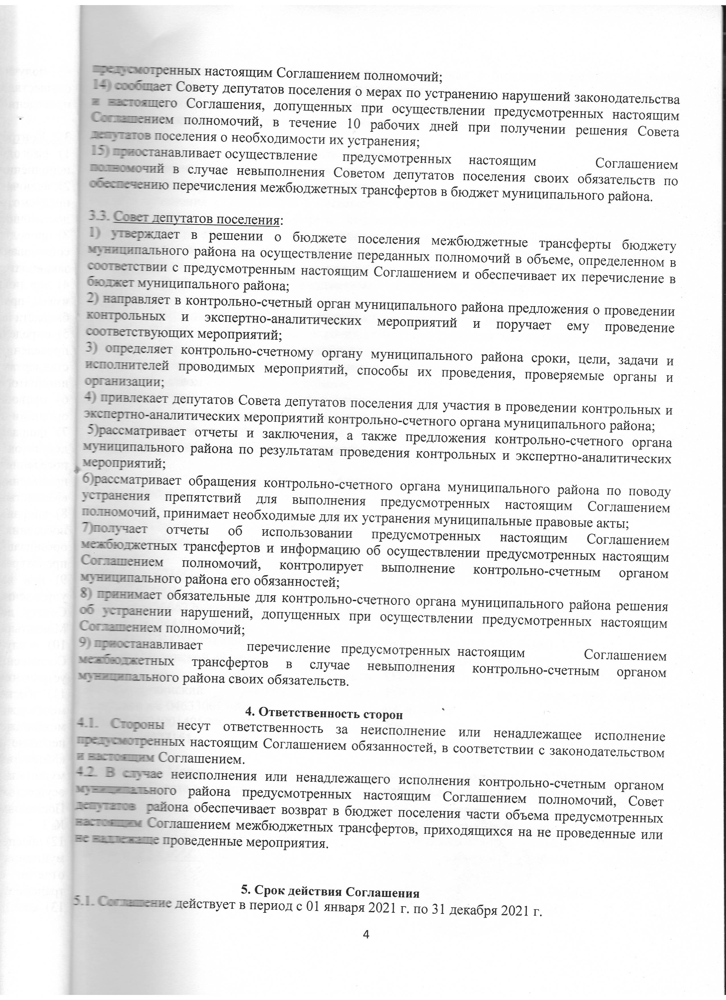 предусмотренных настоящим Соглашением полномочий;
14) сообщает Совету депутатов поселения о мерах по устранению нарушений законодательства
и настоящего Соглашения, допущенных при осуществлении предусмотренных настоящим
Соглашением полномочий, в течение 10 рабочих дней при получении решения Совета
депутатов поселения о необходимости их устранения;
15) приостанавливает осуществление предусмотренных настоящим Соглашением
полномочий в случае невыполнения Советом депутатов поселения своих обязательств по
обеспечению перечисления межбюджетных трансфертов в бюджет муниципального района.
3.3. Совет депутатов поселения:
1) утверждает в решении о бюджете поселения межбюджетные трансферты бюджету
муниципального района на осуществление переданных полномочий в объеме, определенном в
соответствии с предусмотренным настоящим Соглашением и обеспечивает их перечисление в
бюджет муниципального района;
2) направляет в контрольно-счетный орган муниципального района предложения о проведении
контрольных и экспертно-аналитических мероприятий и поручает ему проведение
соответствующих мероприятий;
3) определяет контрольно-счетному органу муниципального района сроки, цели, задачи и
исполнителей проводимых мероприятий, способы их проведения, проверяемые органы и
организации;
4) привлекает депутатов Совета депутатов поселения для участия в проведении контрольных и
экспертно-аналитических мероприятий контрольно-счетного органа муниципального района;
5)рассматривает отчеты и заключения, а также предложения контрольно-счетного органа
муниципального района по результатам проведения контрольных и экспертно-аналитических
мероприятий;
6)рассматривает обращения контрольно-счетного органа муниципального района по поводу
устранения препятствий для выполнения предусмотренных настоящим Соглашением
полномочий, принимает необходимые для их устранения муниципальные правовые акты;
7)получает отчеты об использовании предусмотренных настоящим Соглашением
межбюджетных трансфертов и информацию об осуществлении предусмотренных настоящим
Соглашением полномочий, контролирует выполнение контрольно-счетным органом
муниципального района его обязанностей;
8) принимает обязательные для контрольно-счетного органа муниципального района решения
об устранении нарушений, допущенных при осуществлении предусмотренных настоящим
Соглашением полномочий;
9) приостанавливает перечисление предусмотренных настоящим Соглашением
межбюджетных трансфертов в случае невыполнения контрольно-счетным органом
муниципального района своих обязательств.
4. Ответственность сторон
4.1. Стороны несут ответственность за неисполнение или ненадлежащее исполнение
предусмотренных настоящим Соглашением обязанностей, в соответствии с законодательством
и настоящим Соглашением.
4.2. В случае неисполнения или ненадлежащего исполнения контрольно-счетным органом
муниципального района предусмотренных настоящим Соглашением полномочий, Совет
депутатов района обеспечивает возврат в бюджет поселения части объема предусмотренных
настоящим Соглашением межбюджетных трансфертов, приходящихся на не проведенные или
не надлежаще проведенные мероприятия.
5. Срок действия Соглашения
5.1. Соглашение действует в период с 01 января 2021 г. по 31 декабря 2021 г.
4